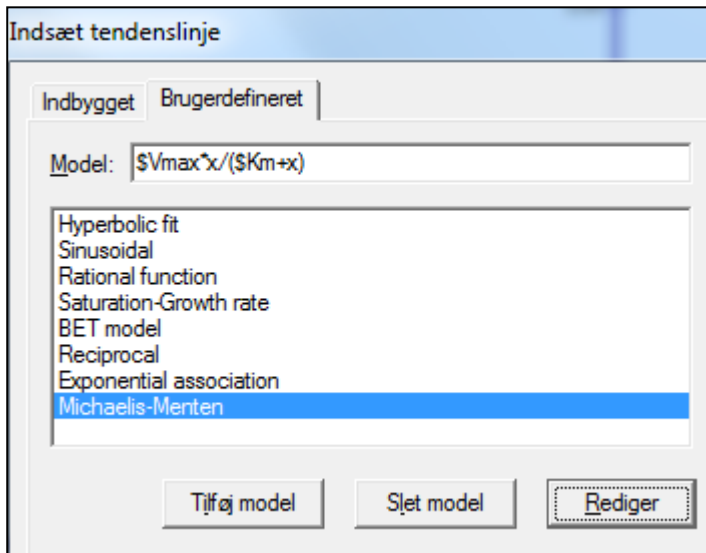 Indsæt tendenslinje
Indbygget Brugerdefineret
Model: $Vmax*x/($Km+x)
Hyperbolic fit
Sinusoidal
Rational function
Saturation-Growth rate
BET model
Reciprocal
Exponential association
Michaelis-Menten
Tilføj model Slet model Rediger